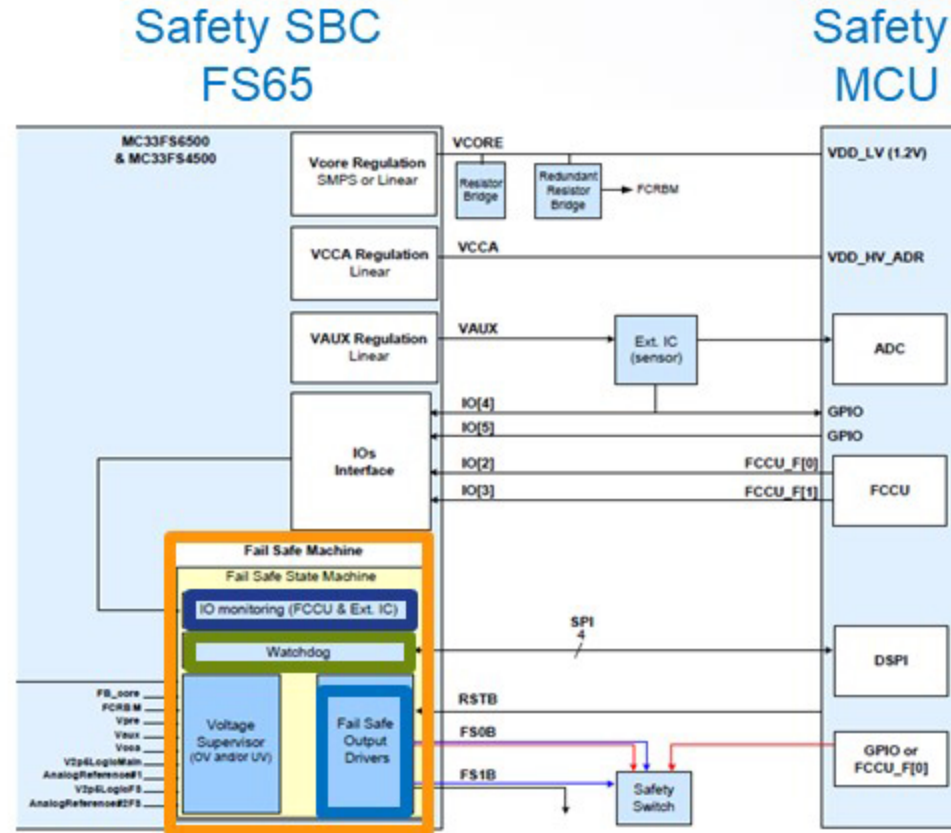 Safety SBC
FS65
Safety
MCU
MC33FS6500
& MC33FS4500
Vcore Regulation
SMPS or Linear
VCORE
Resistor
Bridge
Redundant
Resistor
Bridge
FCRBM
VDD_LV (1.2V)
VCCA Regulation
Linear
VCCA
VDD_HV_ADR
VAUX Regulation
Linear
VAUX
Ext. IC
(sensor)
ADC
IOs
Interface
IO[4]
GPIO
IO[5]
GPIO
IO[2]
FCCU_F[0]
IO[3]
FCCU_F[1]
FCCU
Fail Safe Machine
Fail Safe State Machine
IO monitoring (FCCU & Ext. IC)
Watchdog
SPI
4
DSPI
FB_core
FCRBM
Vpre
Vaux
Vcca
V2p5LogicMain
AnalogReference#1
V2p5LogicFS
AnalogReference#2FS
Voltage
Supervisor
(OV and/or UV)
Fail Safe
Output
Drivers
RSTB
FS0B
FS1B
Safety
Switch
GPIO or
FCCU_F[0]